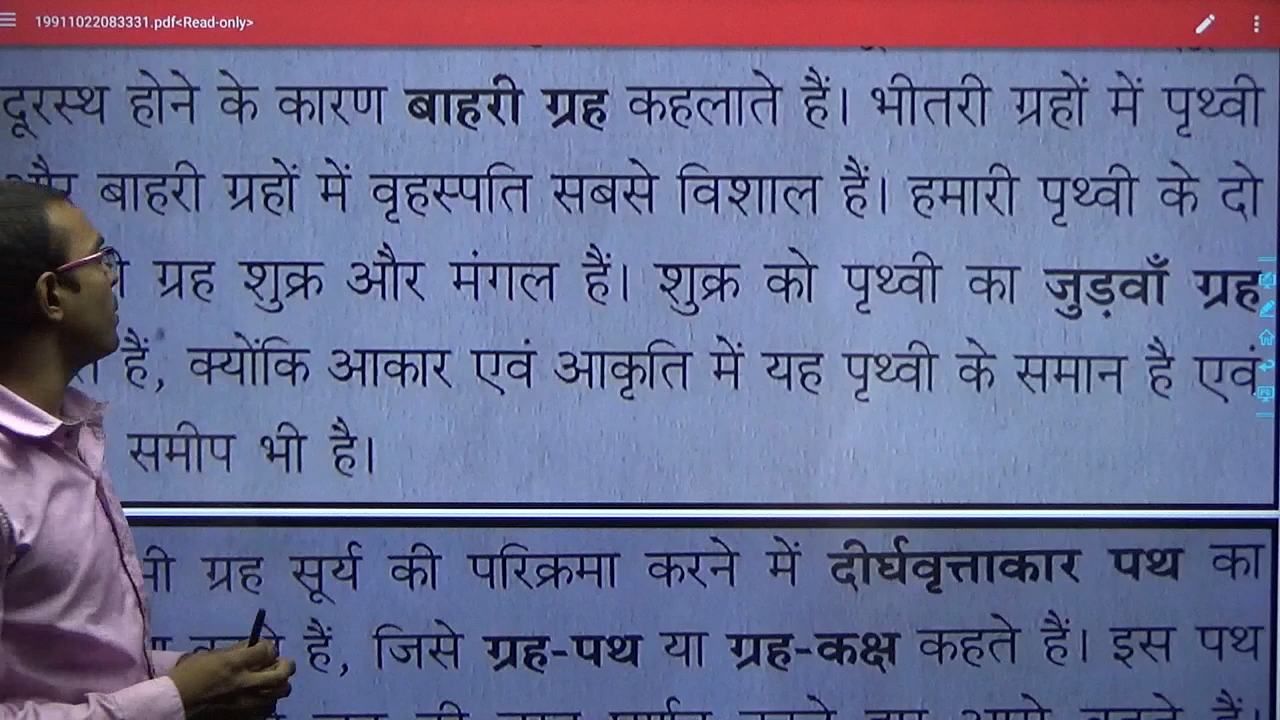 19911022083331.pdf<Read-only>
दूरस्थ होने के कारण बाहरी ग्रह कहलाते हैं। भीतरी ग्रहों में पृथ्वी
और बाहरी ग्रहों में वृहस्पति सबसे विशाल हैं। हमारी पृथ्वी के दो
ग्रह शुक्र और मंगल हैं। शुक्र को पृथ्वी का जुड़वाँ ग्रह
हैं, क्योंकि आकार एवं आकृति में यह पृथ्वी के समान है एवं
समीप भी है।
ग्रह सूर्य की परिक्रमा करने में दीर्घवृत्ताकार पथ का
हैं, जिसे ग्रह-पथ या ग्रह-कक्ष कहते हैं। इस पथ